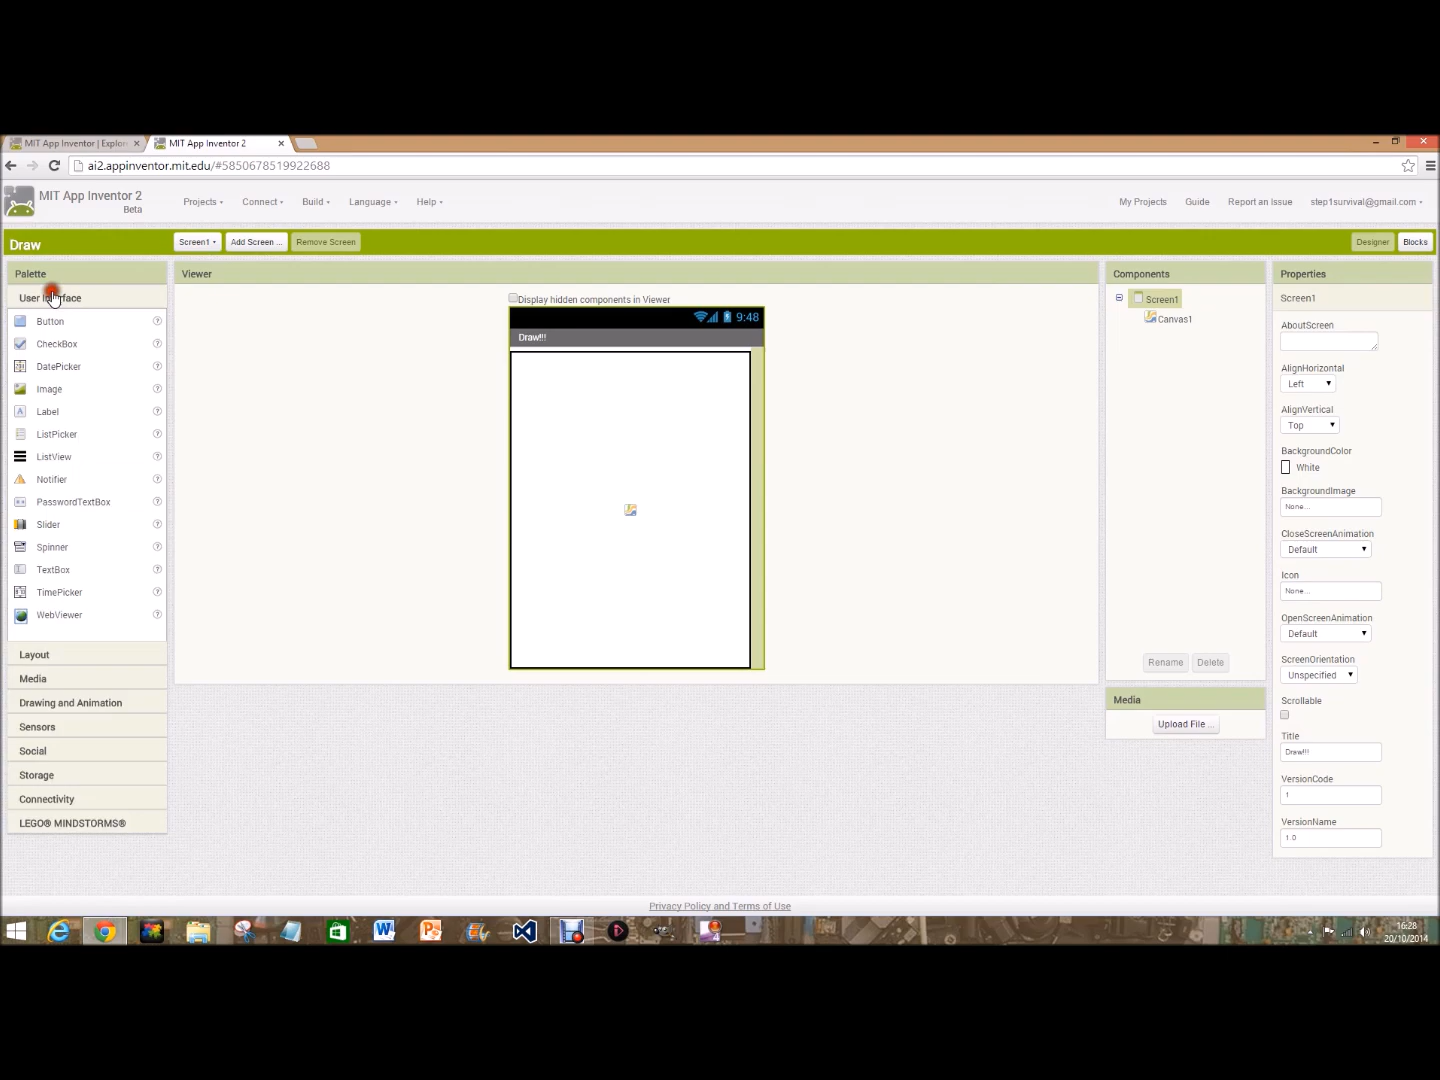 MIT App Inventor | Explor
MIT App Inventor 2
ai2.appinventor.mit.edu/#5850678519922688
MIT App Inventor 2
Beta
Projects
Connect
Build
Language
Help
My Projects
Guide
Report an Issue
step1survival@gmail.com
Draw
Screen1
Add Screen ...
Remove Screen
Designer
Blocks
Palette
User Interface
Button
CheckBox
DatePicker
Image
Label
ListPicker
ListView
Notifier
PasswordTextBox
Slider
Spinner
TextBox
TimePicker
WebViewer
Layout
Media
Drawing and Animation
Sensors
Social
Storage
Connectivity
LEGO® MINDSTORMS®
Viewer
Display hidden components in Viewer
9:48
Draw!!!
Components
Screen1
Canvas1
Rename
Delete
Media
Upload File ...
Properties
Screen1
AboutScreen
AlignHorizontal
Left
AlignVertical
Top
BackgroundColor
White
BackgroundImage
None...
CloseScreenAnimation
Default
Icon
None...
OpenScreenAnimation
Default
ScreenOrientation
Unspecified
Scrollable
Title
Draw!!!
VersionCode
1
VersionName
1.0
Privacy Policy and Terms of Use
16:28
20/10/2014